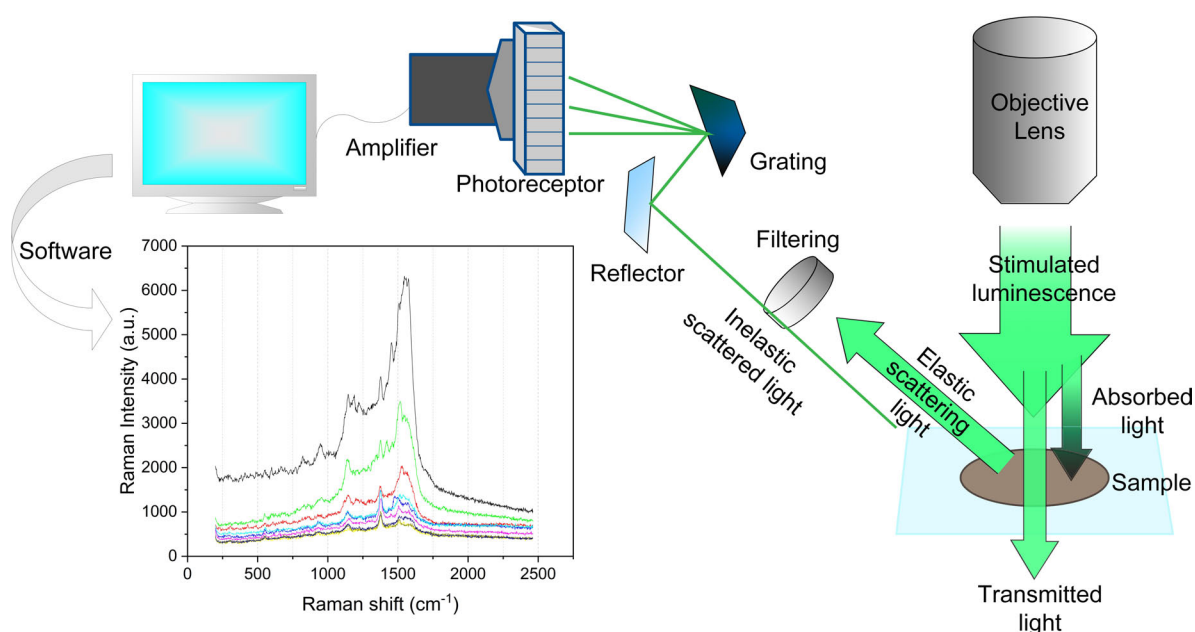 Objective
Lens
Amplifier
Photoreceptor
Grating
Reflector
Filtering
Software
Stimulated
luminescence
Inelastic
scattered light
Elastic
scattering
light
Absorbed
light
Sample
Transmitted
light
Raman Intensity (a.u.)
7000
6000
5000
4000
3000
2000
1000
0
0
500
1000
1500
2000
2500
Raman shift (cm⁻¹)